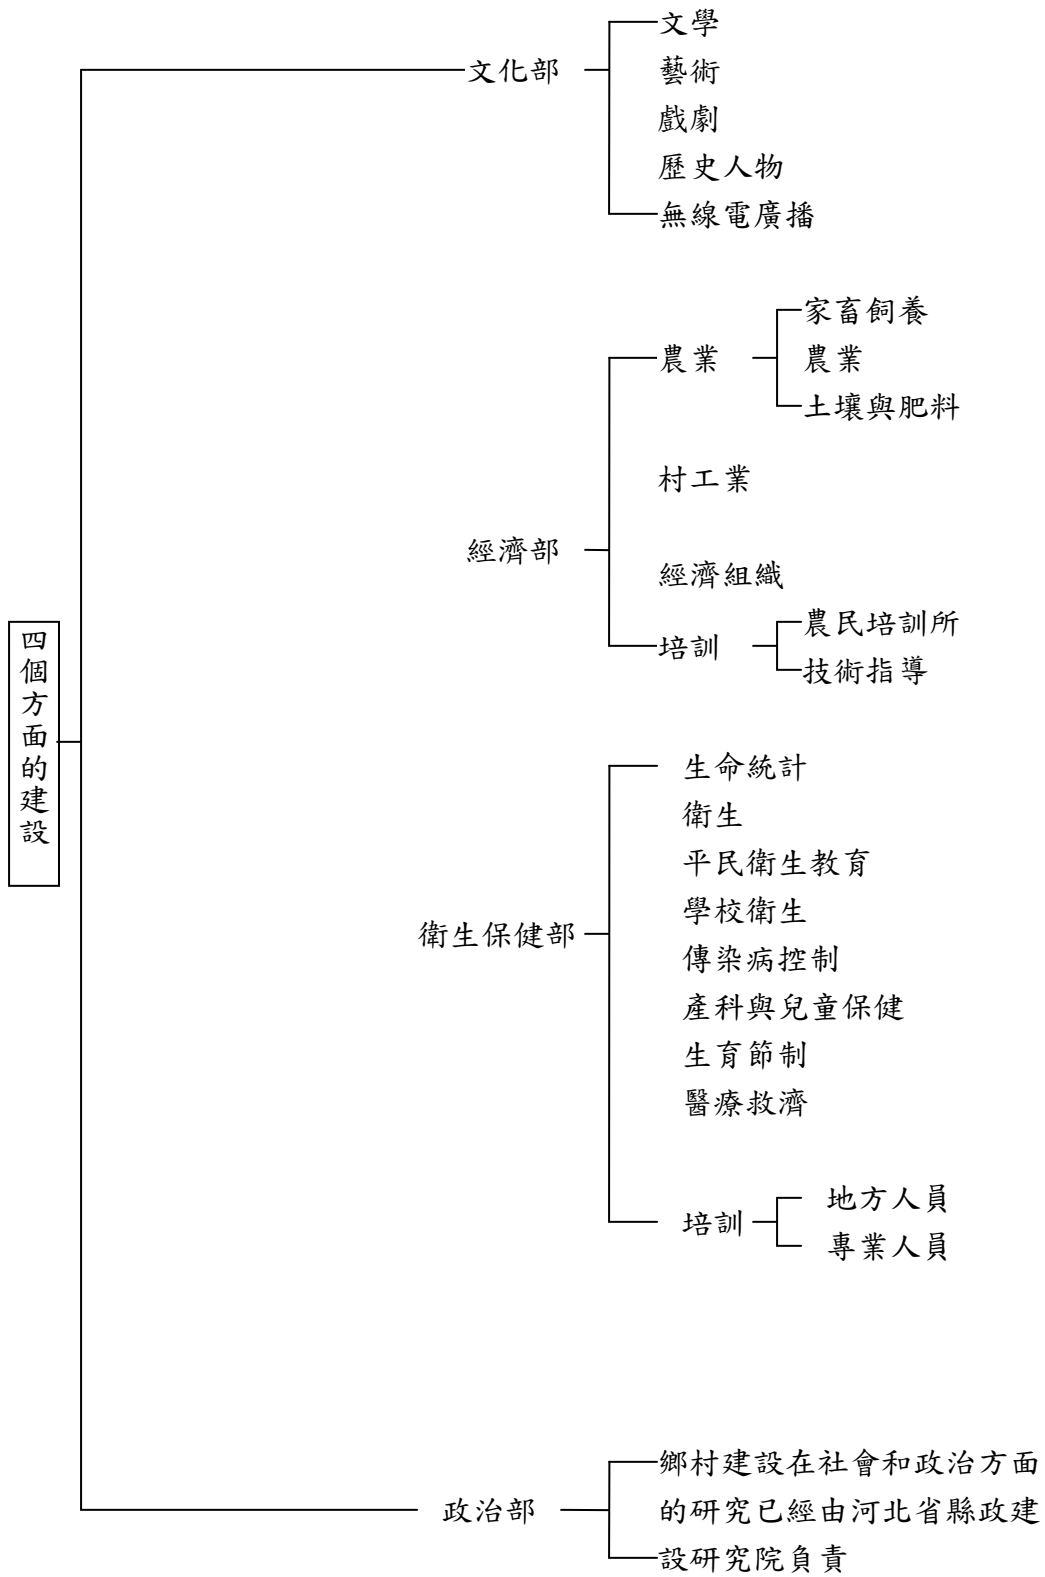 四個方面的建設
文化部
文學
藝術
戲劇
歷史人物
無線電廣播
經濟部
農業
家畜飼養
農業
土壤與肥料
村工業
經濟組織
培訓
農民培訓所
技術指導
衛生保健部
生命統計
衛生
平民衛生教育
學校衛生
傳染病控制
產科與兒童保健
生育節制
醫療救濟
培訓
地方人員
專業人員
政治部
鄉村建設在社會和政治方面
的研究已經由河北省縣政建
設研究院負責